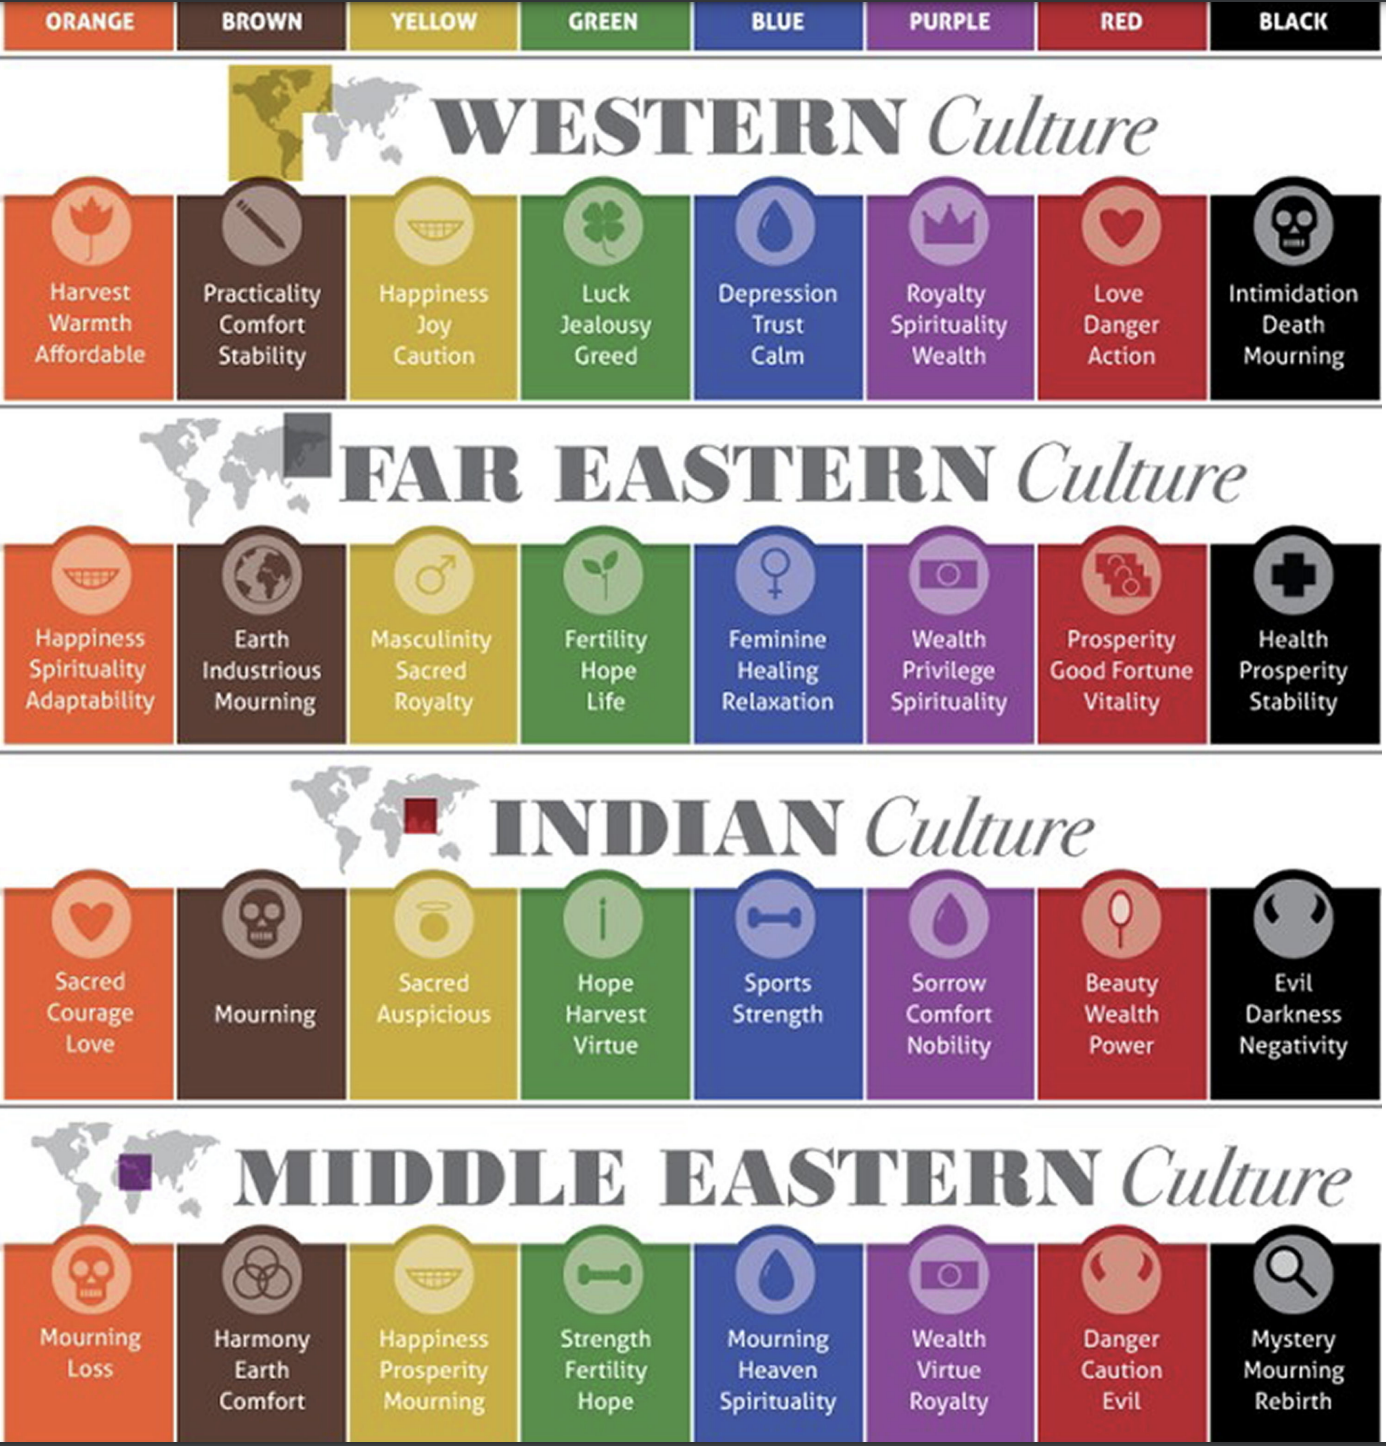 ORANGE BROWN YELLOW GREEN BLUE PURPLE RED BLACK
WESTERN Culture
Harvest
Warmth
Affordable
Practicality
Comfort
Stability
Happiness
Joy
Caution
Luck
Jealousy
Greed
Depression
Trust
Calm
Royalty
Spirituality
Wealth
Love
Danger
Action
Intimidation
Death
Mourning
FAR EASTERN Culture
Happiness
Spirituality
Adaptability
Earth
Industrious
Mourning
Masculinity
Sacred
Royalty
Fertility
Hope
Life
Feminine
Healing
Relaxation
Wealth
Privilege
Spirituality
Prosperity
Good Fortune
Vitality
Health
Prosperity
Stability
INDIAN Culture
Sacred
Courage
Love
Mourning
Sacred
Auspicious
Hope
Harvest
Virtue
Sports
Strength
Sorrow
Comfort
Nobility
Beauty
Wealth
Power
Evil
Darkness
Negativity
MIDDLE EASTERN Culture
Mourning
Loss
Harmony
Earth
Comfort
Happiness
Prosperity
Mourning
Strength
Fertility
Hope
Mourning
Heaven
Spirituality
Wealth
Virtue
Royalty
Danger
Caution
Evil
Mystery
Mourning
Rebirth